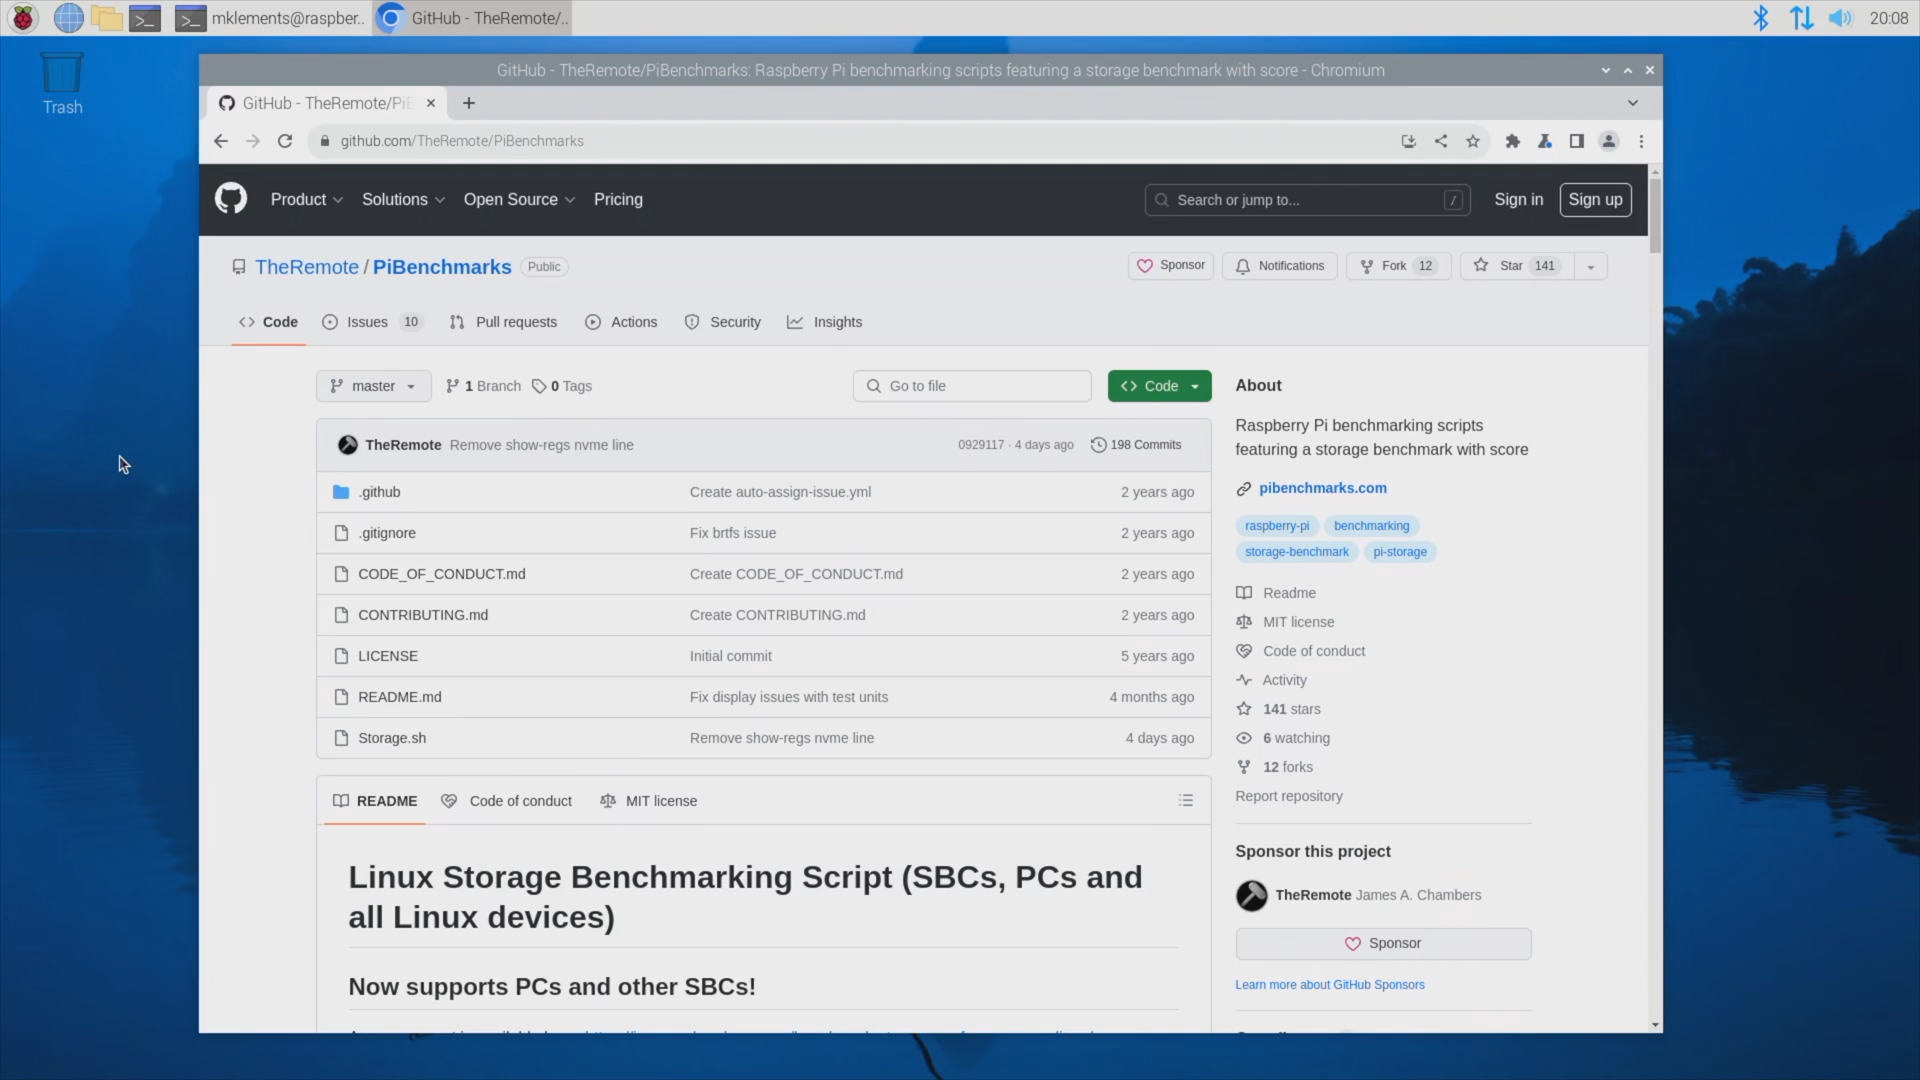 mklements@raspber..
GitHub - TheRemote/..
20:08
Trash
GitHub - TheRemote/PiBenchmarks: Raspberry Pi benchmarking scripts featuring a storage benchmark with score - Chromium
GitHub - TheRemote/PiB
github.com/TheRemote/PiBenchmarks
Product Solutions Open Source Pricing
Search or jump to... /
Sign in Sign up
TheRemote / PiBenchmarks Public
Sponsor Notifications Fork 12 Star 141
Code Issues 10 Pull requests Actions Security Insights
master 1 Branch 0 Tags
Go to file
Code
TheRemote Remove show-regs nvme line 0929117 · 4 days ago 198 Commits
.github Create auto-assign-issue.yml 2 years ago
.gitignore Fix brtfs issue 2 years ago
CODE_OF_CONDUCT.md Create CODE_OF_CONDUCT.md 2 years ago
CONTRIBUTING.md Create CONTRIBUTING.md 2 years ago
LICENSE Initial commit 5 years ago
README.md Fix display issues with test units 4 months ago
Storage.sh Remove show-regs nvme line 4 days ago
README Code of conduct MIT license
Linux Storage Benchmarking Script (SBCs, PCs and
all Linux devices)
Now supports PCs and other SBCs!
About
Raspberry Pi benchmarking scripts
featuring a storage benchmark with score
pibenchmarks.com
raspberry-pi benchmarking
storage-benchmark pi-storage
Readme
MIT license
Code of conduct
Activity
141 stars
6 watching
12 forks
Report repository
Sponsor this project
TheRemote James A. Chambers
Sponsor
Learn more about GitHub Sponsors